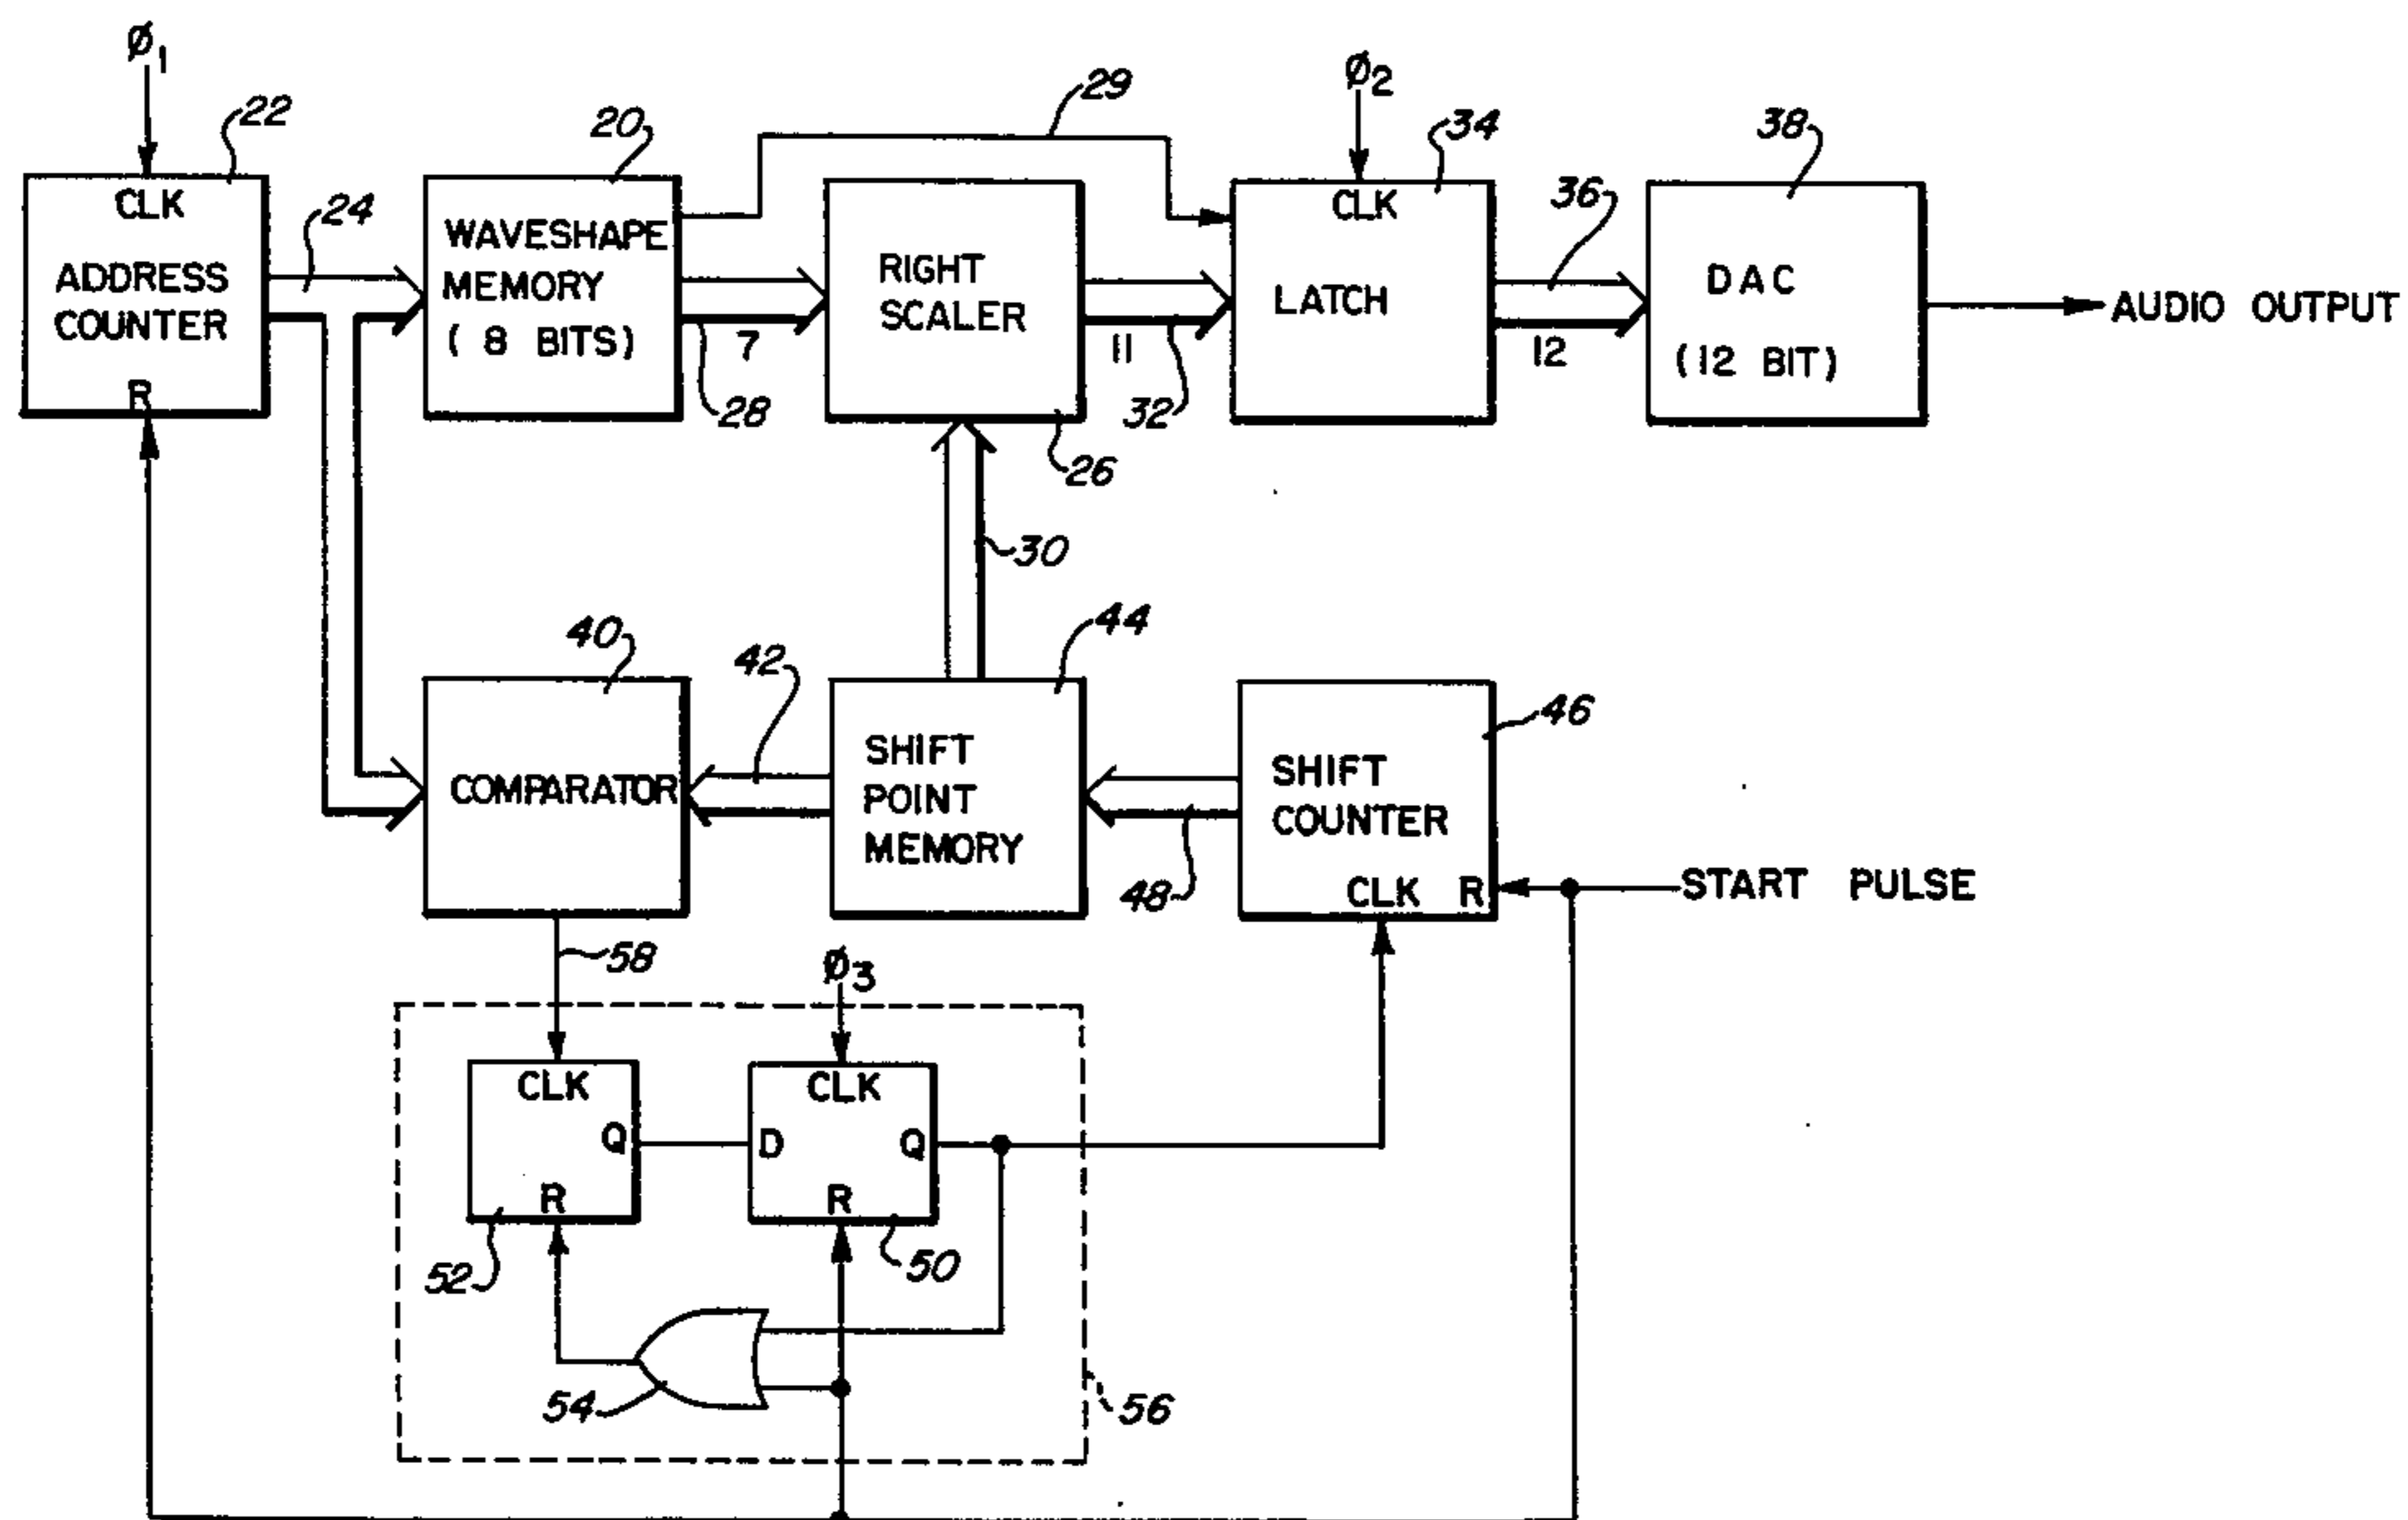 Ø1
Ø2
22
20
29
34
38
CLK
24
CLK
36
WAVESHAPE
ADDRESS
MEMORY
RIGHT
LATCH
DAC
COUNTER
( 8 BITS)
SCALER
(12 BIT)
AUDIO OUTPUT
7
11
12
R
28
32
26
30
40
42
44
46
COMPARATOR
SHIFT
POINT
MEMORY
SHIFT
COUNTER
48
CLK R
START PULSE
58
Ø3
CLK
Q
R
CLK
D
Q
R
52
50
54
56